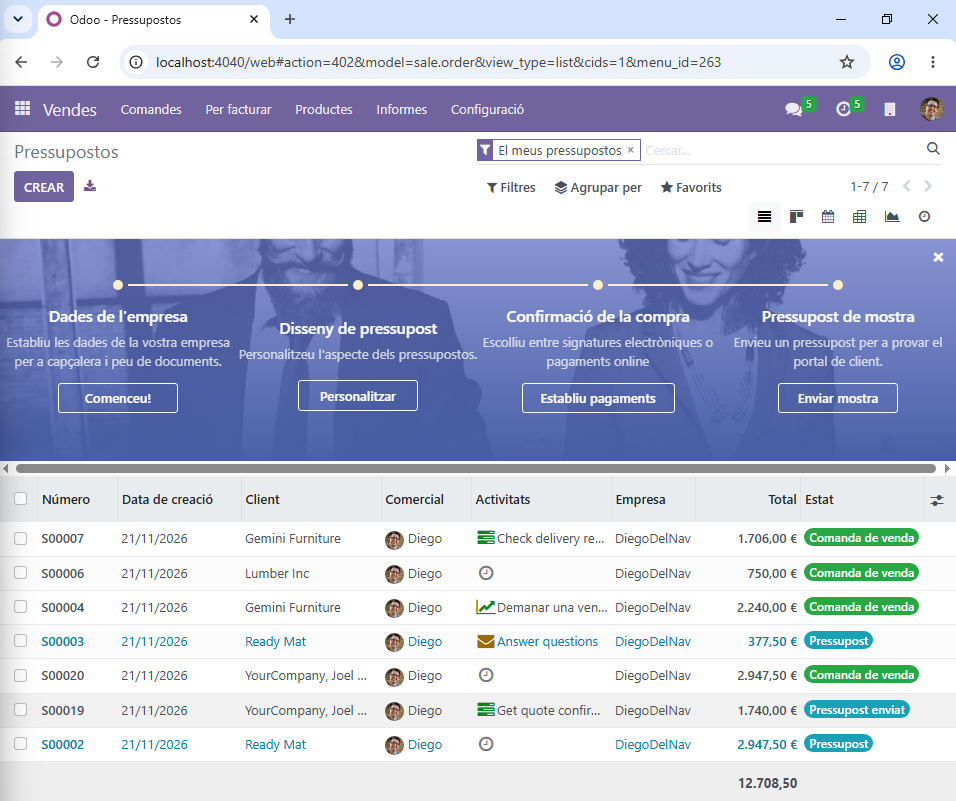 Odoo - Pressupostos
localhost:4040/web#action=402&model=sale.order&view_type=list&cids=1&menu_id=263
Vendes Comandes Per facturar Productes Informes Configuració 5 5
Pressupostos
El meus pressupostos × Cercar...
CREAR
Filtres Agrupar per Favorits 1-7 / 7
Dades de l'empresa
Establiu les dades de la vostra empresa
per a capçalera i peu de documents.
Comenceu!
Disseny de pressupost
Personalitzeu l'aspecte dels pressupostos.
Personalitzar
Confirmació de la compra
Escolliu entre signatures electròniques o
pagaments online
Establiu pagaments
Pressupost de mostra
Envieu un pressupost per a provar el
portal de client.
Enviar mostra
Número Data de creació Client Comercial Activitats Empresa Total Estat
S00007 21/11/2026 Gemini Furniture Diego Check delivery re... DiegoDelNav 1.706,00 € Comanda de venda
S00006 21/11/2026 Lumber Inc Diego DiegoDelNav 750,00 € Comanda de venda
S00004 21/11/2026 Gemini Furniture Diego Demanar una ven... DiegoDelNav 2.240,00 € Comanda de venda
S00003 21/11/2026 Ready Mat Diego Answer questions DiegoDelNav 377,50 € Pressupost
S00020 21/11/2026 YourCompany, Joel ... Diego DiegoDelNav 2.947,50 € Comanda de venda
S00019 21/11/2026 YourCompany, Joel ... Diego Get quote confir... DiegoDelNav 1.740,00 € Pressupost enviat
S00002 21/11/2026 Ready Mat Diego DiegoDelNav 2.947,50 € Pressupost
12.708,50